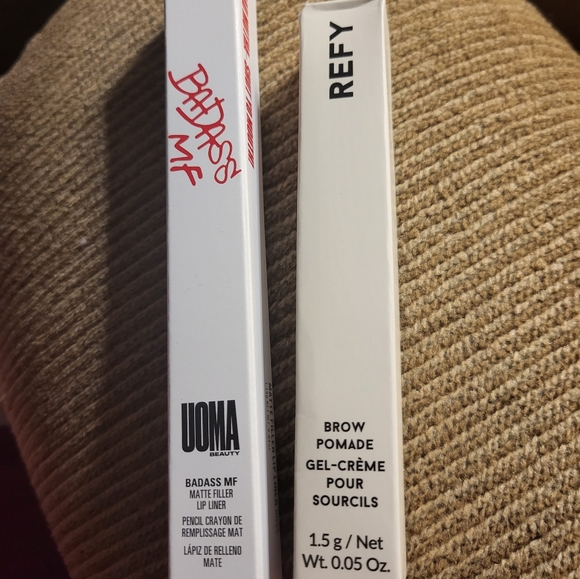 BADASS
MF
UOMA
BEAUTY
BADASS MF
MATTE FILLER
LIP LINER
PENCIL CRAYON DE
REMPLISSAGE MAT
LÁPIZ DE RELLENO
MATE
REFY
BROW
POMADE
GEL-CRÈME
POUR
SOURCILS
1.5 g / Net
Wt. 0.05 Oz.